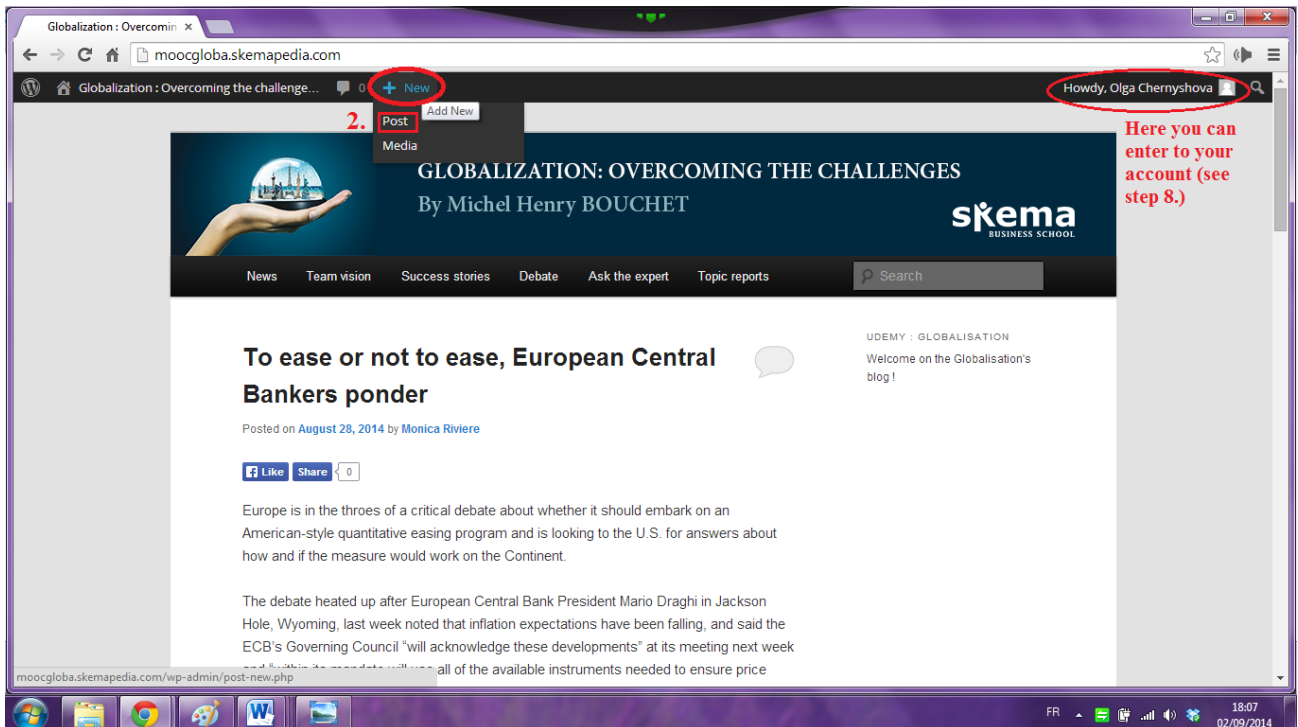 Globalization : Overcomin
moocgloba.skemapedia.com
Globalization : Overcoming the challenge... 0 + New
Howdy, Olga Chernyshova
Add New
2.
Post
Media
Here you can
enter to your
account (see
step 8.)
GLOBALIZATION: OVERCOMING THE CHALLENGES
By Michel Henry BOUCHET
skema
BUSINESS SCHOOL
News Team vision Success stories Debate Ask the expert Topic reports Search
To ease or not to ease, European Central
Bankers ponder
Posted on August 28, 2014 by Monica Riviere
Like Share 0
UDEMY : GLOBALISATION
Welcome on the Globalisation's
blog !
Europe is in the throes of a critical debate about whether it should embark on an
American-style quantitative easing program and is looking to the U.S. for answers about
how and if the measure would work on the Continent.
The debate heated up after European Central Bank President Mario Draghi in Jackson
Hole, Wyoming, last week noted that inflation expectations have been falling, and said the
ECB's Governing Council “will acknowledge these developments” at its meeting next week
all of the available instruments needed to ensure price
moocgloba.skemapedia.com/wp-admin/post-new.php
FR
18:07
02/09/2014